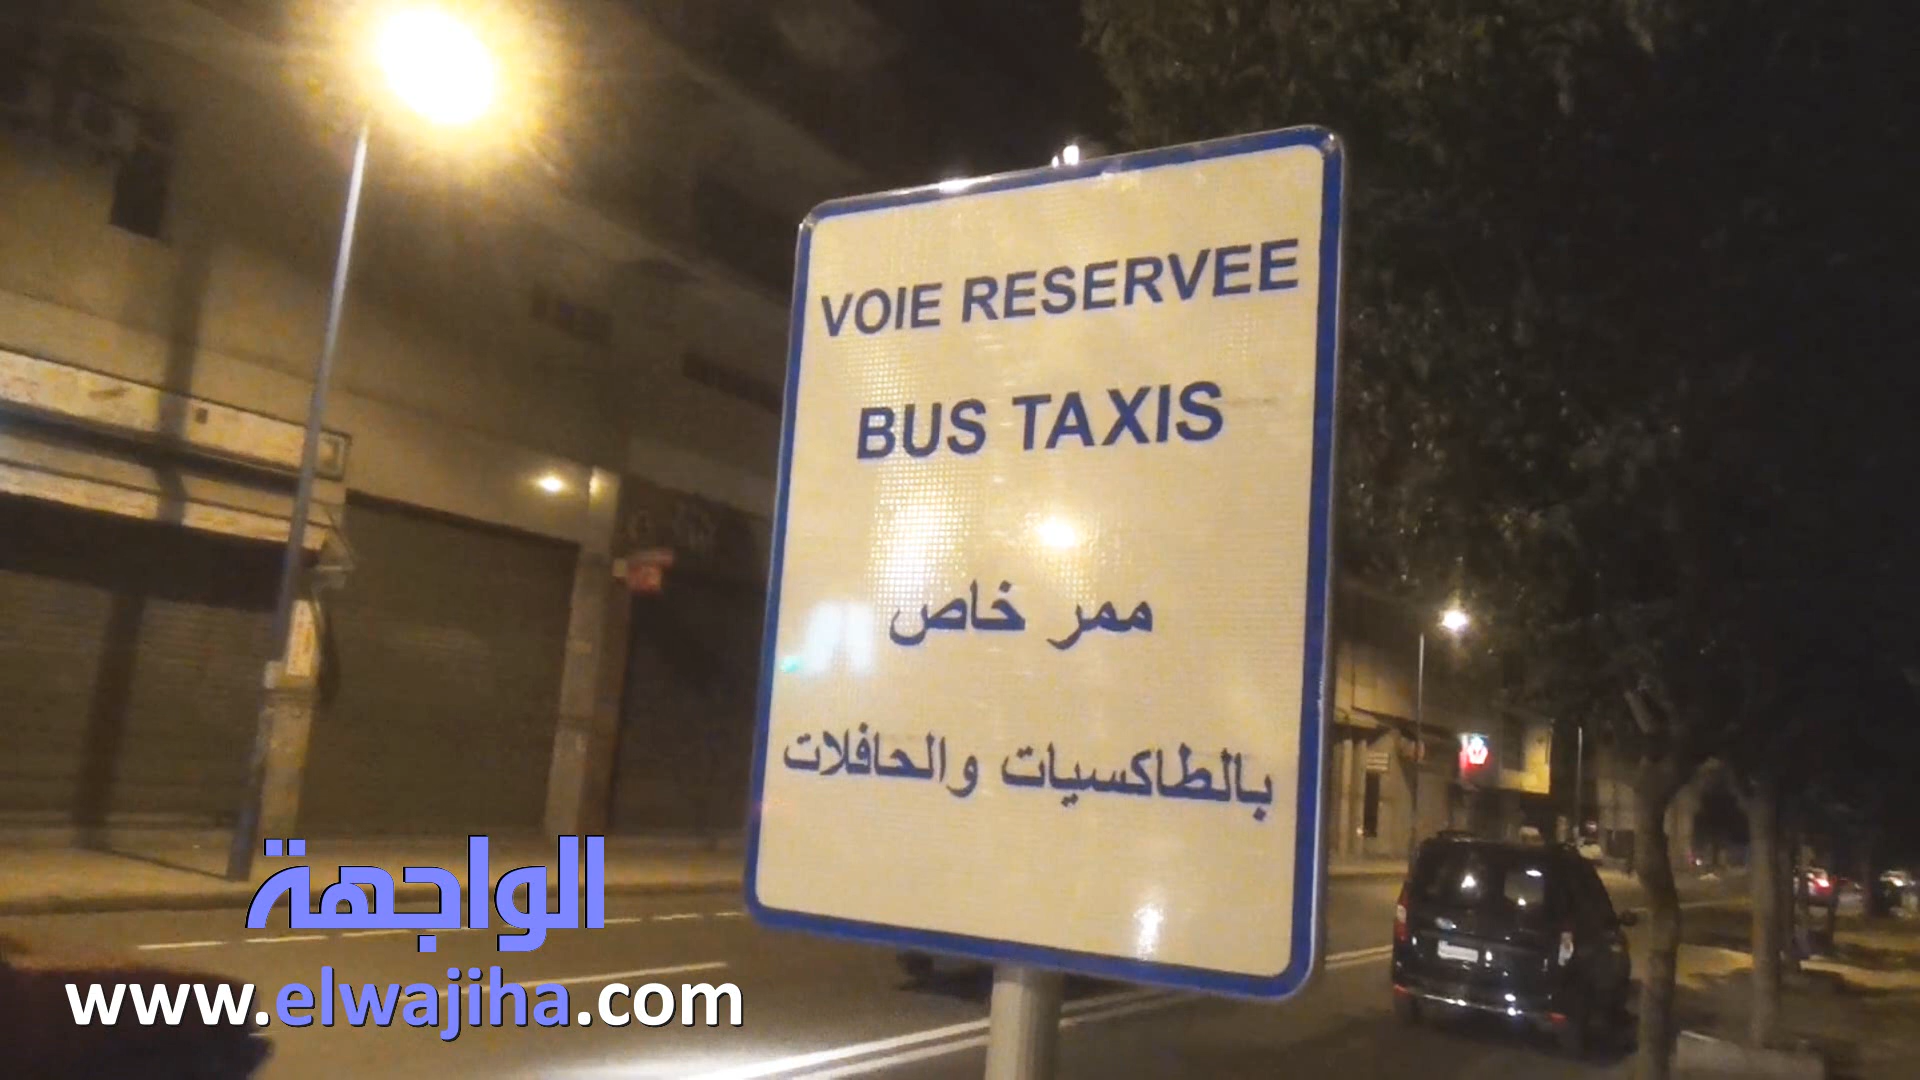 VOIE RESERVEE
BUS TAXIS
ممر خاص
بالطاكسيات والحافلات
الواجهة
www.elwajiha.com